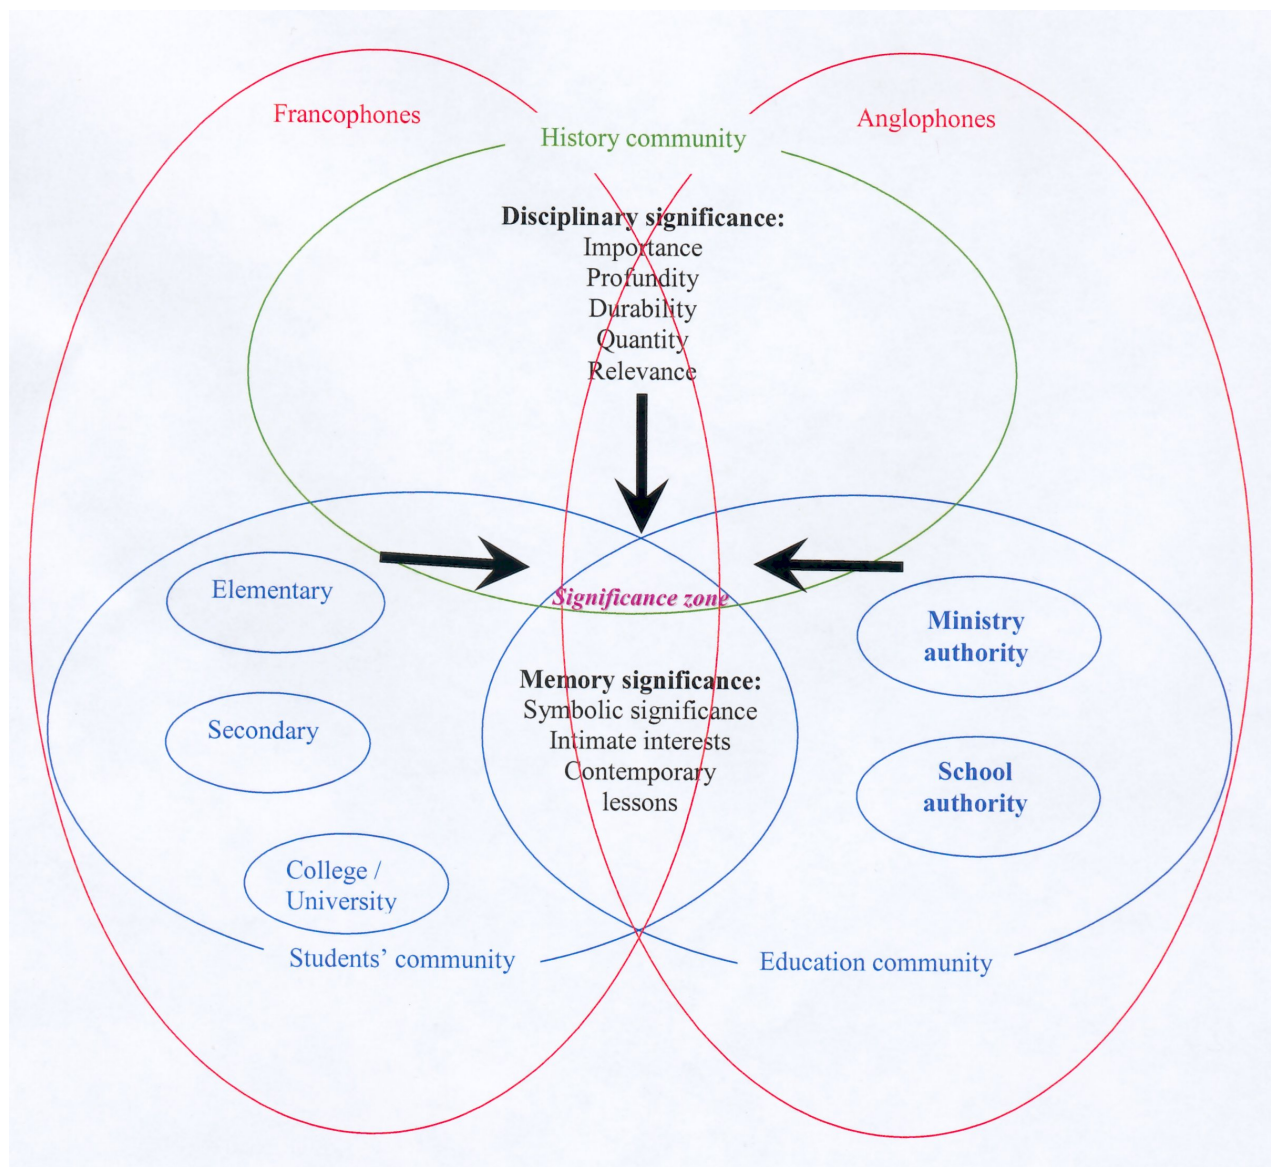 Francophones
Anglophones
History community
Disciplinary significance:
Importance
Profundity
Durability
Quantity
Relevance
Significance zone
Elementary
Secondary
College /
University
Students’ community
Memory significance:
Symbolic significance
Intimate interests
Contemporary
lessons
Ministry
authority
School
authority
Education community